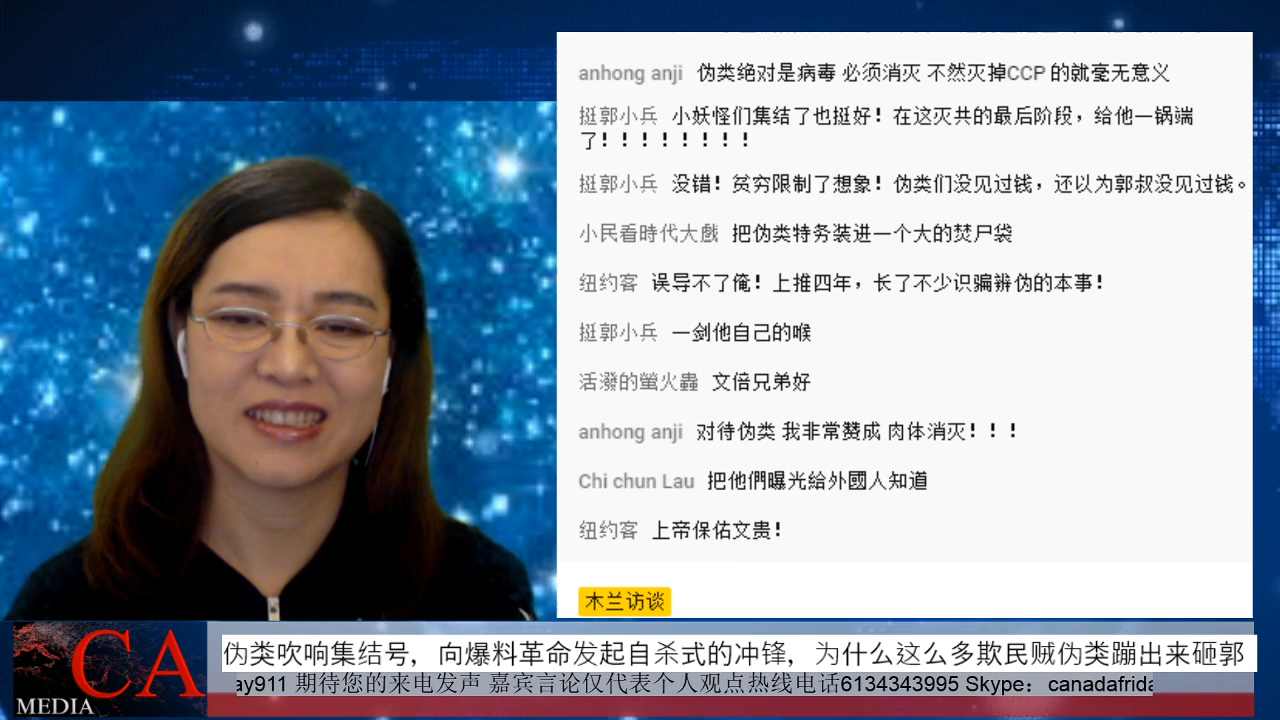 anhong anji 伪类绝对是病毒 必须消灭 不然灭掉CCP 的就毫无意义
挺郭小兵 小妖怪们集结了也挺好！在这灭共的最后阶段，给他一锅端
了！！！！！！！！
挺郭小兵 没错！贫穷限制了想象！伪类们没见过钱，还以为郭叔没见过钱。
小民看時代大戲 把伪类特务装进一个大的焚尸袋
纽约客 误导不了俺！上推四年，长了不少识骗辨伪的本事！
挺郭小兵 一剑他自己的喉
活潑的螢火蟲 文倍兄弟好
anhong anji 对待伪类 我非常赞成 肉体消灭！！！
Chi chun Lau 把他們曝光給外國人知道
纽约客 上帝保佑文贵！
木兰访谈
伪类吹响集结号，向爆料革命发起自杀式的冲锋，为什么这么多欺民贼伪类蹦出来砸郭
ay911 期待您的来电发声 嘉宾言论仅代表个人观点热线电话6134343995 Skype：canadafrida
CA
MEDIA